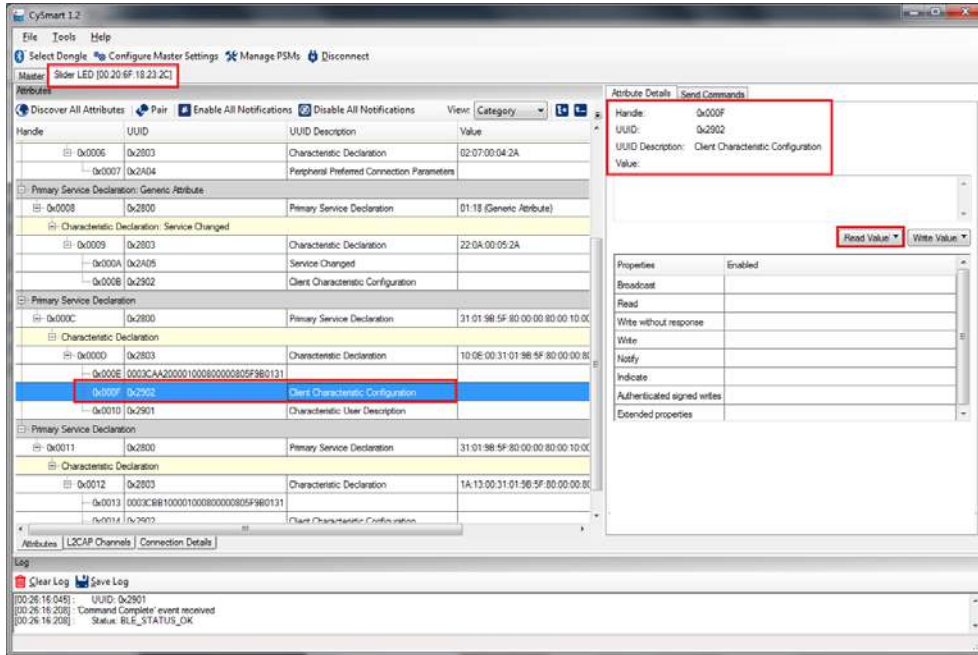 CySmart 1.2
File Tools Help
Select Dongle Configure Master Settings Manage PSMs Disconnect
Master Slider LED [00:20:6F:18:23:2C]
Attributes
Discover All Attributes Pair Enable All Notifications Disable All Notifications View: Category
Handle UUID UUID Description Value
0x0006 0x2803 Characteristic Declaration 02:07:00:04:2A
0x0007 0x2A04 Peripheral Preferred Connection Parameters
Primary Service Declaration: Generic Attribute
0x0008 0x2800 Primary Service Declaration 01:18 (Generic Attribute)
Characteristic Declaration: Service Changed
0x0009 0x2803 Characteristic Declaration 22:0A:00:05:2A
0x000A 0x2A05 Service Changed
0x000B 0x2902 Client Characteristic Configuration
Primary Service Declaration
0x000C 0x2800 Primary Service Declaration 31:01:9B:5F:80:00:00:80:00:10:00
Characteristic Declaration
0x000D 0x2803 Characteristic Declaration 10:0E:00:31:01:9B:5F:80:00:00:80
0x000E 0003CAA200001000800000805F9B0131
0x000F 0x2902 Client Characteristic Configuration
0x0010 0x2901 Characteristic User Description
Primary Service Declaration
0x0011 0x2800 Primary Service Declaration 31:01:9B:5F:80:00:00:80:00:10:00
Characteristic Declaration
0x0012 0x2803 Characteristic Declaration 1A:13:00:31:01:9B:5F:80:00:00:80
0x0013 0003CBB100001000800000805F9B0131
0x0014 0x2902 Client Characteristic Configuration
Attributes L2CAP Channels Connection Details
Attribute Details Send Commands
Handle: 0x000F
UUID: 0x2902
UUID Description: Client Characteristic Configuration
Value:
Read Value Write Value
Properties Enabled
Broadcast
Read
Write without response
Write
Notify
Indicate
Authenticated signed writes
Extended properties
Log
Clear Log Save Log
[00:26:16:045] : UUID: 0x2901
[00:26:16:208] : 'Command Complete' event received
[00:26:16:208] : Status: BLE_STATUS_OK